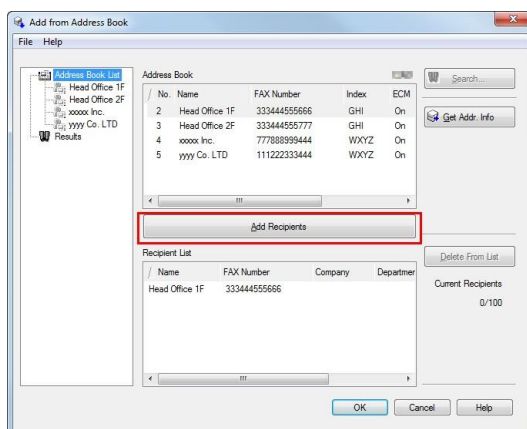 Add from Address Book
File Help
Address Book List
Head Office 1F
Head Office 2F
xxxxx Inc.
yyyy Co. LTD
Results
Address Book
/ No. Name FAX Number Index ECM
2 Head Office 1F 333444555666 GHI On
3 Head Office 2F 333444555777 GHI On
4 xxxxx Inc. 777888999444 WXYZ On
5 yyyy Co. LTD 111222333444 WXYZ On
Add Recipients
Recipient List
/ Name FAX Number Company Departmer
Head Office 1F 333444555666
Search...
Get Addr. Info
Delete From List
Current Recipients
0/100
OK Cancel Help